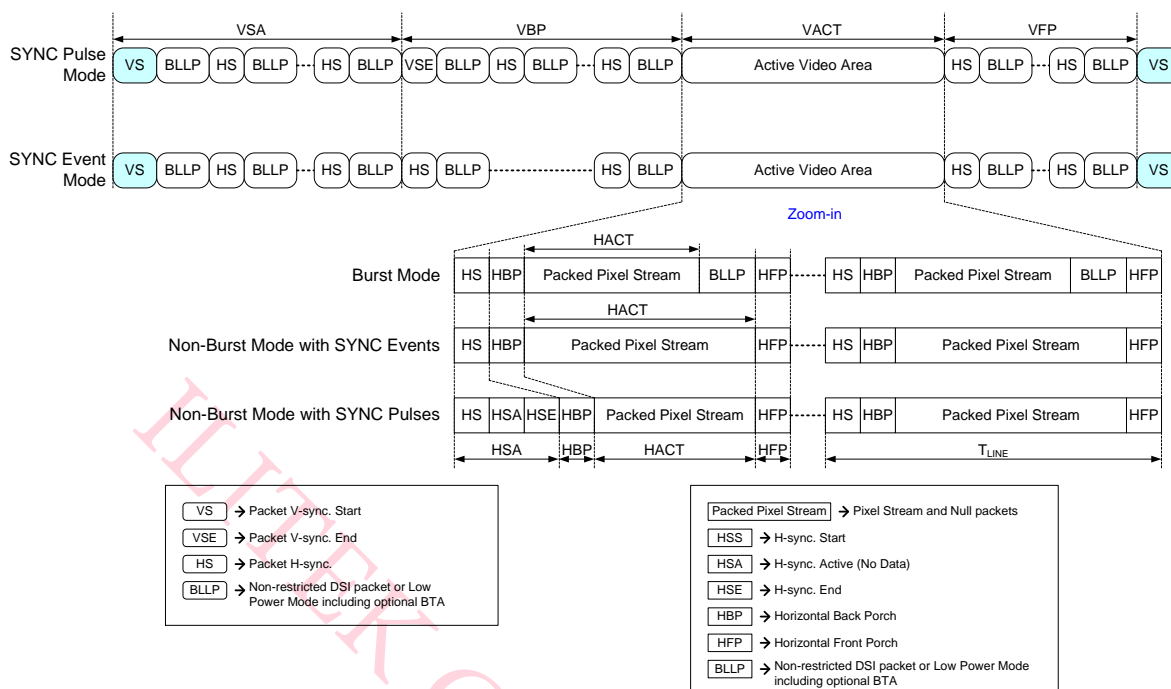 VSA VBP VACT VFP
SYNC Pulse Mode
VS BLLP HS BLLP HS BLLP VSE BLLP HS BLLP HS BLLP Active Video Area HS BLLP HS BLLP VS
SYNC Event Mode
VS BLLP HS BLLP HS BLLP HS BLLP HS BLLP Active Video Area HS BLLP HS BLLP VS
Zoom-in
HACT
Burst Mode
HS HBP Packed Pixel Stream BLLP HFP HS HBP Packed Pixel Stream BLLP HFP
HACT
Non-Burst Mode with SYNC Events
HS HBP Packed Pixel Stream HFP HS HBP Packed Pixel Stream HFP
Non-Burst Mode with SYNC Pulses
HS HSA HSE HBP Packed Pixel Stream HFP HS HBP Packed Pixel Stream HFP
HSA HBP HACT HFP TLINE
VS → Packet V-sync. Start
VSE → Packet V-sync. End
HS → Packet H-sync.
BLLP → Non-restricted DSI packet or Low
Power Mode including optional BTA
Packed Pixel Stream → Pixel Stream and Null packets
HSS → H-sync. Start
HSA → H-sync. Active (No Data)
HSE → H-sync. End
HBP → Horizontal Back Porch
HFP → Horizontal Front Porch
BLLP → Non-restricted DSI packet or Low Power Mode
including optional BTA
ILITEK